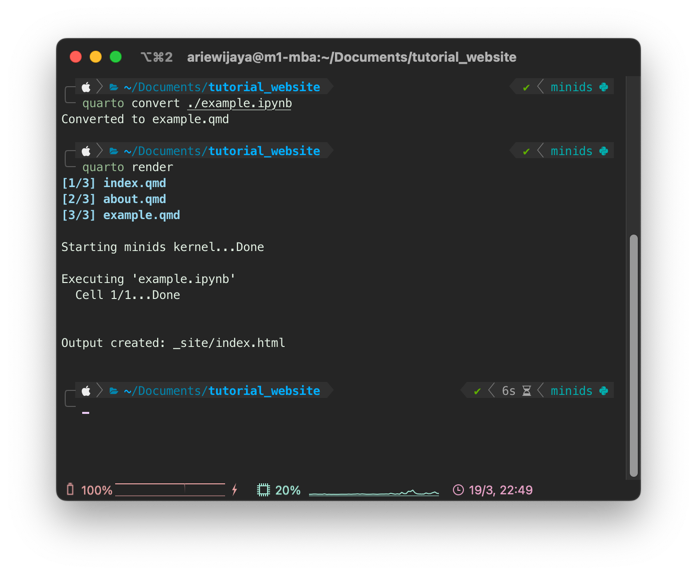 ⌥⌘2 ariewijaya@m1-mba:~/Documents/tutorial_website
~/Documents/tutorial_website ✔ minids
quarto convert ./example.ipynb
Converted to example.qmd
~/Documents/tutorial_website ✔ minids
quarto render
[1/3] index.qmd
[2/3] about.qmd
[3/3] example.qmd
Starting minids kernel...Done
Executing 'example.ipynb'
Cell 1/1...Done
Output created: _site/index.html
~/Documents/tutorial_website ✔ 6s minids
100% 20% 19/3, 22:49